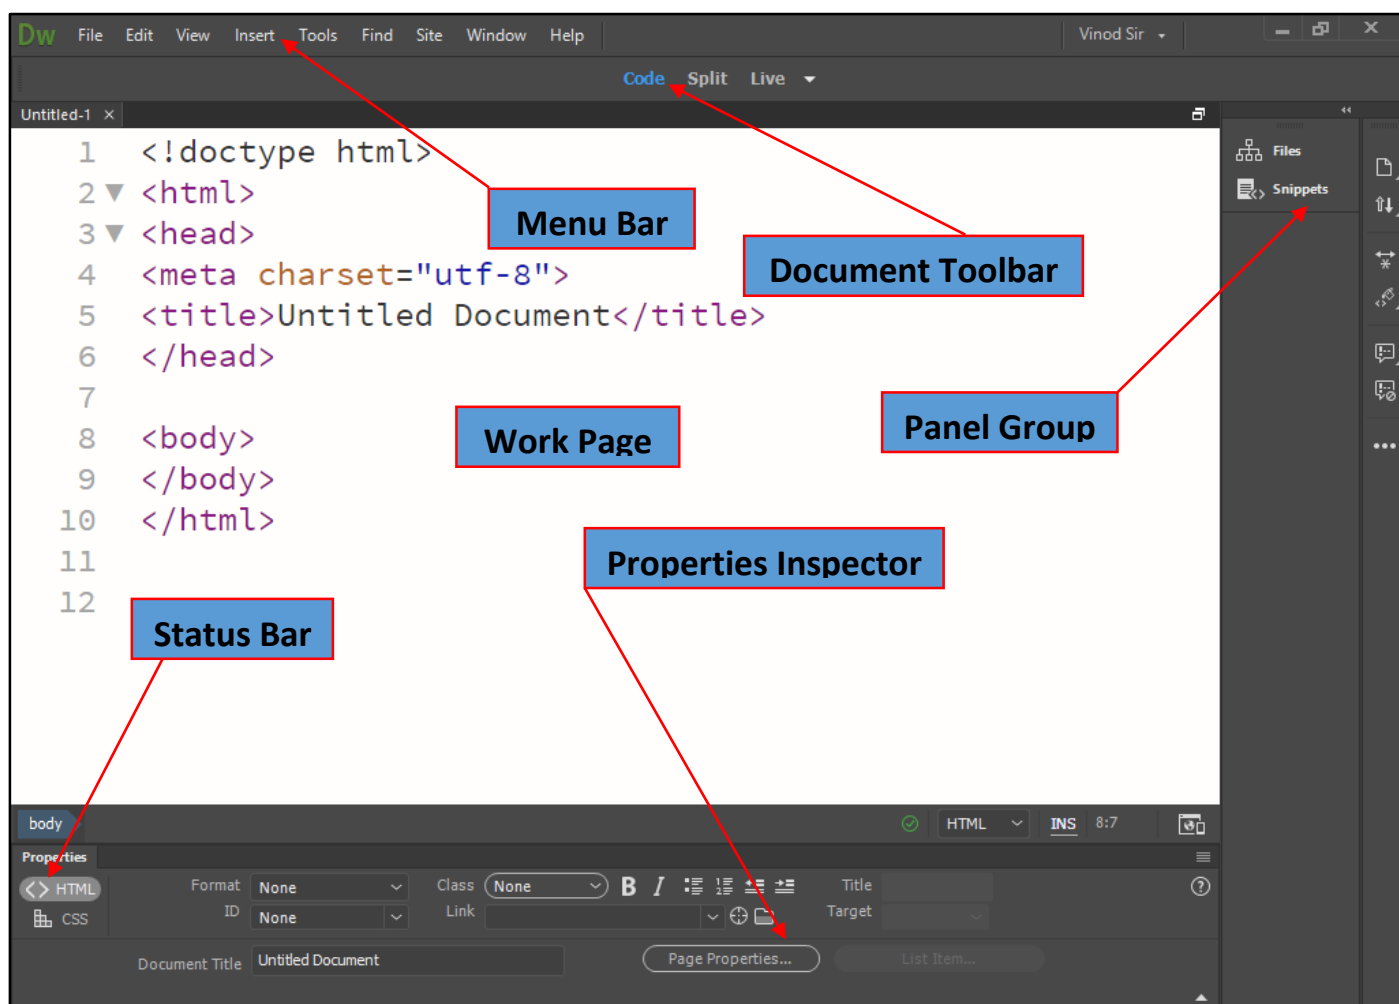 Dw File Edit View Insert Tools Find Site Window Help Vinod Sir
Code Split Live
Untitled-1 ×
1 <!doctype html>
2 <html>
3 <head>
4 <meta charset="utf-8">
5 <title>Untitled Document</title>
6 </head>
7
8 <body>
9 </body>
10 </html>
11
12
Files
Snippets
Menu Bar
Document Toolbar
Panel Group
Work Page
Properties Inspector
Status Bar
body HTML INS 8:7
Properties
<> HTML Format None Class None B I Title
CSS ID None Link Target
Document Title Untitled Document Page Properties... List Item...